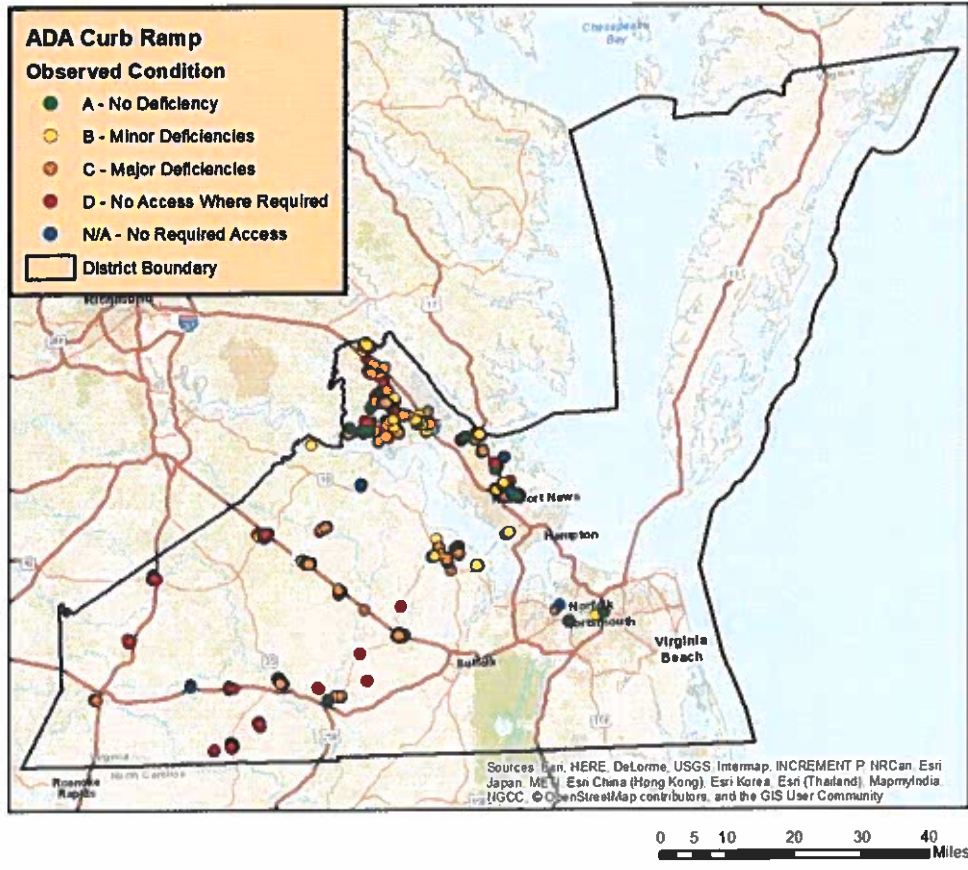 ADA Curb Ramp
Observed Condition
A - No Deficiency
B - Minor Deficiencies
C - Major Deficiencies
D - No Access Where Required
N/A - No Required Access
District Boundary
Chesapeake
Bay
Richmond
Virginia
17
13
Newport News
Hampton
Norfolk
Portsmouth
Virginia
Beach
Suffolk
Virginia
North Carolina
Roanoke
Rapids
Sources: Esri, HERE, DeLorme, USGS, Intermap, INCREMENT P, NRCan, Esri
Japan, METI, Esri China (Hong Kong), Esri Korea, Esri (Thailand), MapmyIndia,
NGCC, © OpenStreetMap contributors, and the GIS User Community
0 5 10 20 30 40
Miles